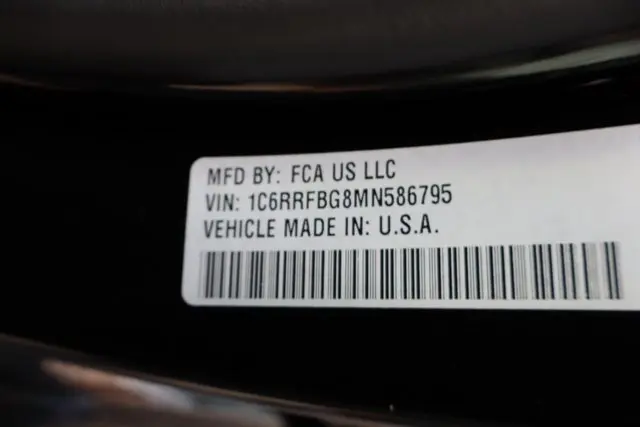 MFD BY: FCA US LLC
VIN: 1C6RRFBG8MN586795
VEHICLE MADE IN: U.S.A.